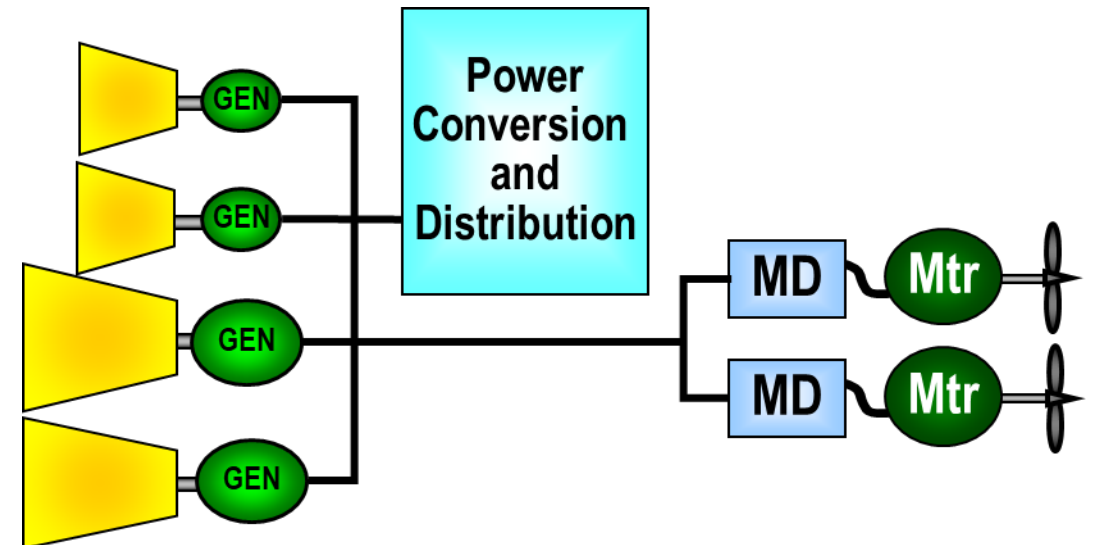 GEN
GEN
GEN
GEN
Power
Conversion
and
Distribution
MD
Mtr
MD
Mtr